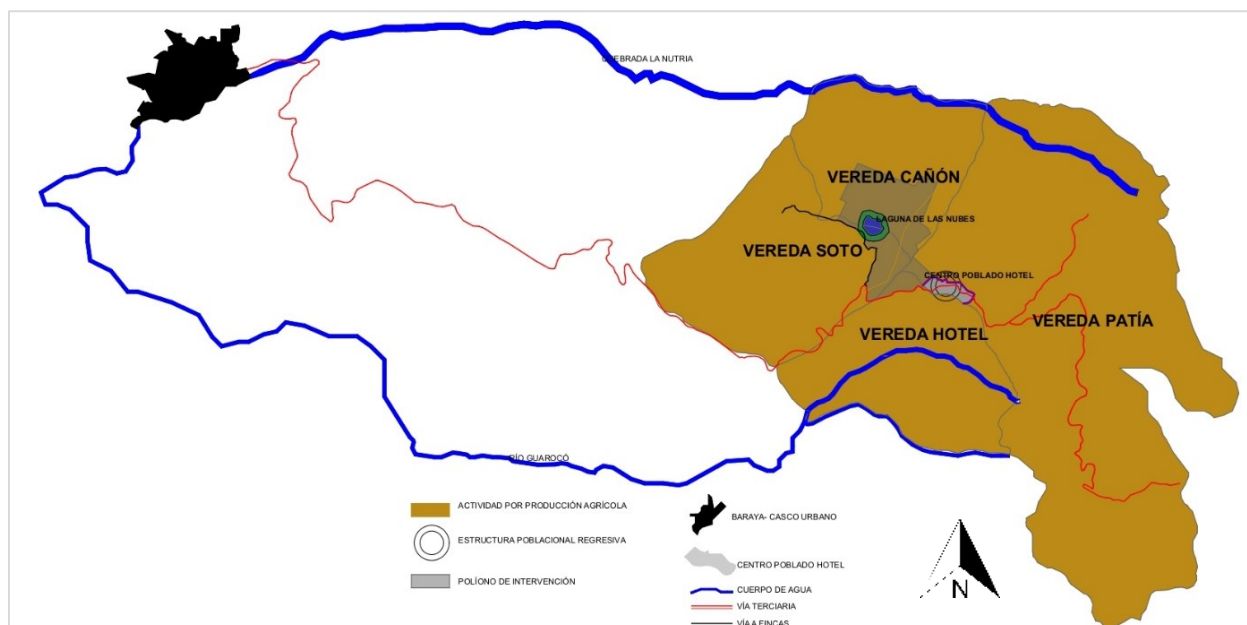 QUEBRADA LA NUTRIA
VEREDA CAÑÓN
LAGUNA DE LAS NUBES
VEREDA SOTO
CENTRO POBLADO HOTEL
VEREDA PATÍA
VEREDA HOTEL
RÍO GUAROCÓ
ACTIVIDAD POR PRODUCCIÓN AGRÍCOLA
ESTRUCTURA POBLACIONAL REGRESIVA
POLÍONO DE INTERVENCIÓN
BARAYA- CASCO URBANO
CENTRO POBLADO HOTEL
CUERPO DE AGUA
VÍA TERCIARIA
VÍA A FINCAS
N